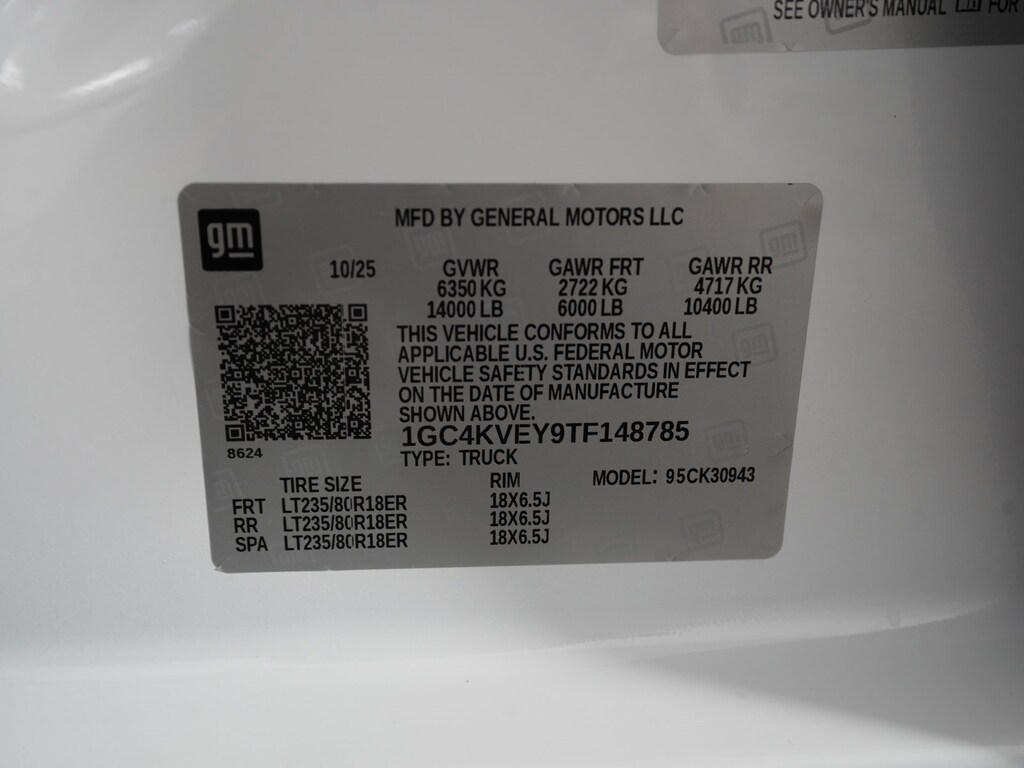 SEE OWNER'S MANUAL FOR
gm
MFD BY GENERAL MOTORS LLC
10/25 GVWR GAWR FRT GAWR RR
6350 KG 2722 KG 4717 KG
14000 LB 6000 LB 10400 LB
THIS VEHICLE CONFORMS TO ALL
APPLICABLE U.S. FEDERAL MOTOR
VEHICLE SAFETY STANDARDS IN EFFECT
ON THE DATE OF MANUFACTURE
SHOWN ABOVE.
1GC4KVEY9TF148785
8624
TYPE: TRUCK
TIRE SIZE RIM MODEL: 95CK30943
FRT LT235/80R18ER 18X6.5J
RR LT235/80R18ER 18X6.5J
SPA LT235/80R18ER 18X6.5J